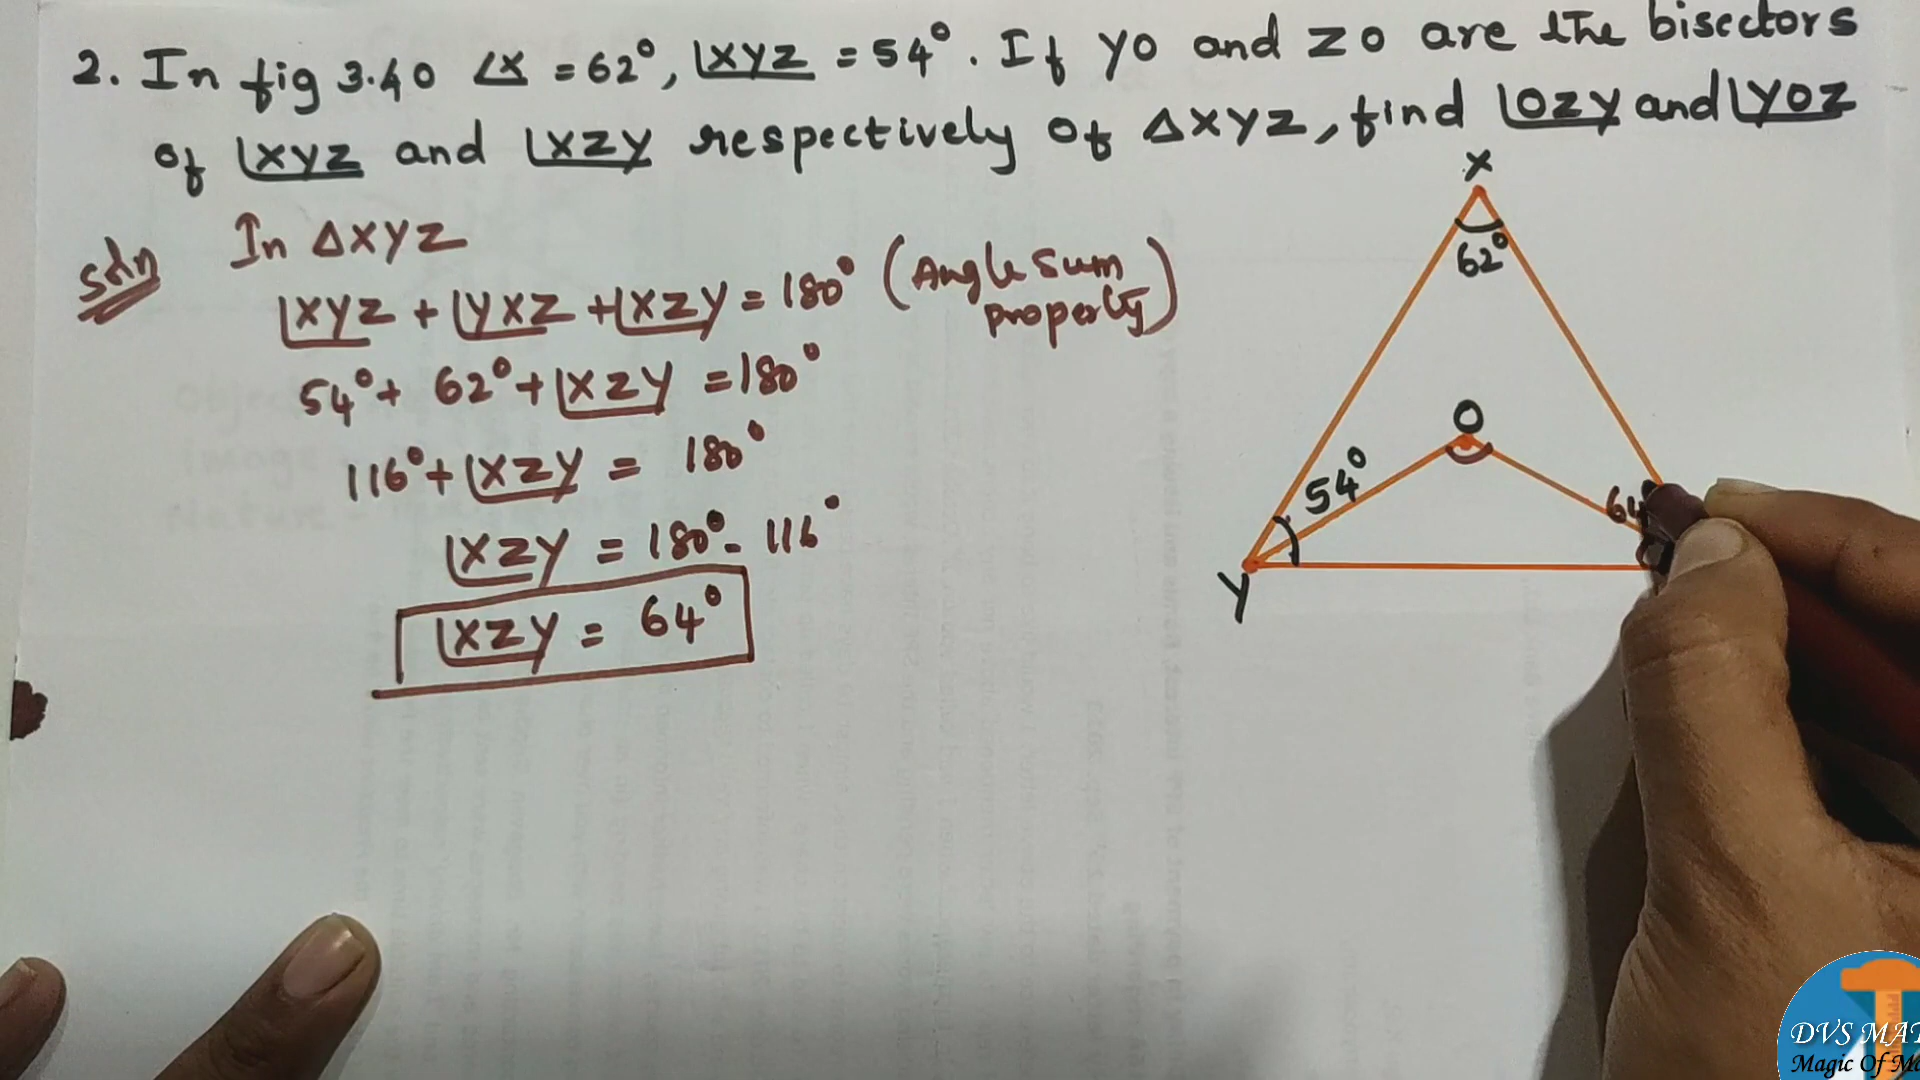 2. In fig 3.40 ∠X = 62°, ∠XYZ = 54°. If YO and ZO are the bisectors
of ∠XYZ and ∠XZY respectively of ΔXYZ, find ∠OZY and ∠YOZ
Soln In ΔXYZ
∠XYZ + ∠YXZ + ∠XZY = 180° (Angle Sum
property)
54° + 62° + ∠XZY = 180°
116° + ∠XZY = 180°
∠XZY = 180° - 116°
∠XZY = 64°
X
62°
O
54°
64
Y
DVS MAT
Magic Of Ma